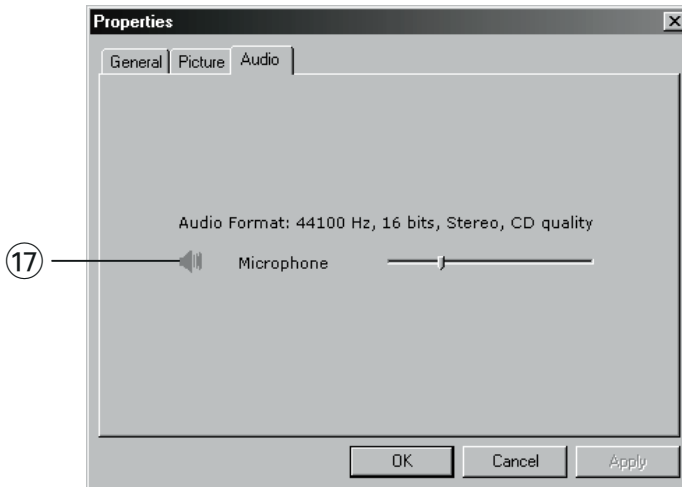 Properties
General Picture Audio
Audio Format: 44100 Hz, 16 bits, Stereo, CD quality
17 Microphone
OK Cancel Apply